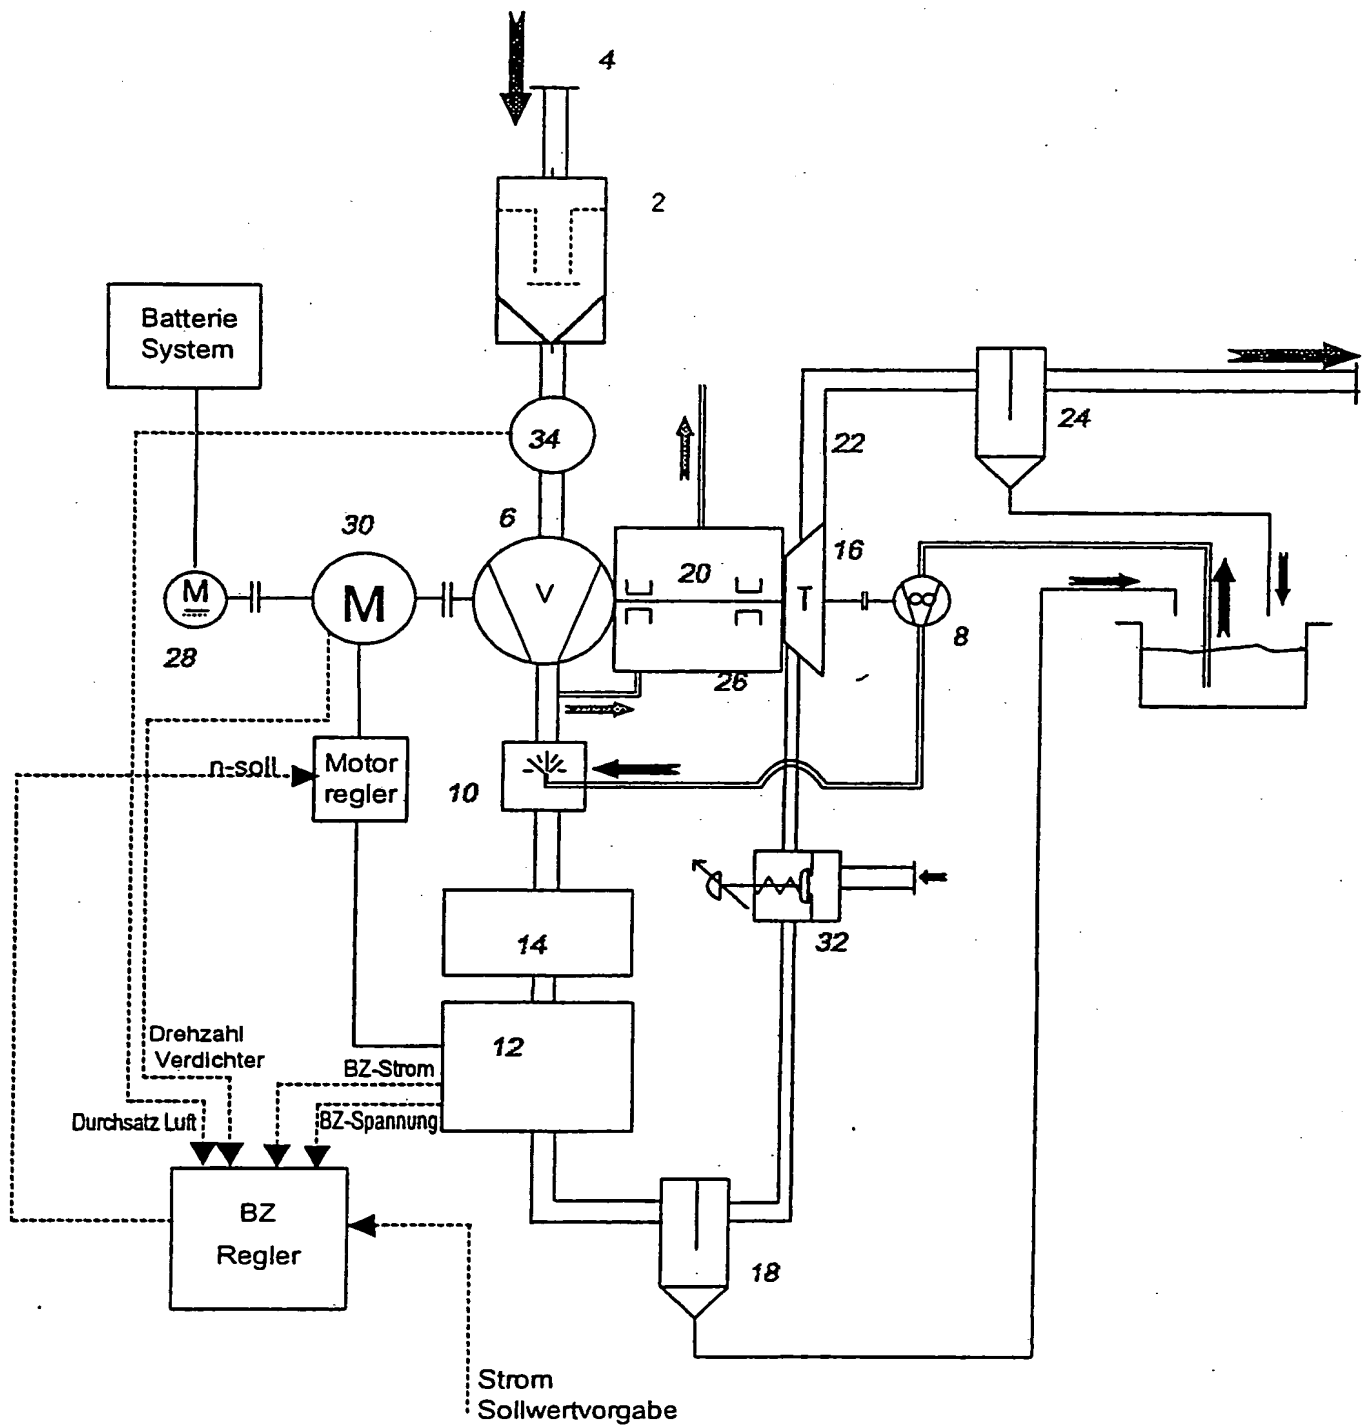 4
2
Batterie
System
34
24
22
6
30
16
20
V
T
M
M
8
28
26
n-soll
Motor
regler
10
32
14
12
Drehzahl
Verdichter
BZ-Strom
Durchsatz Luft
BZ-Spannung
BZ
Regler
18
Strom
Sollwertvorgabe